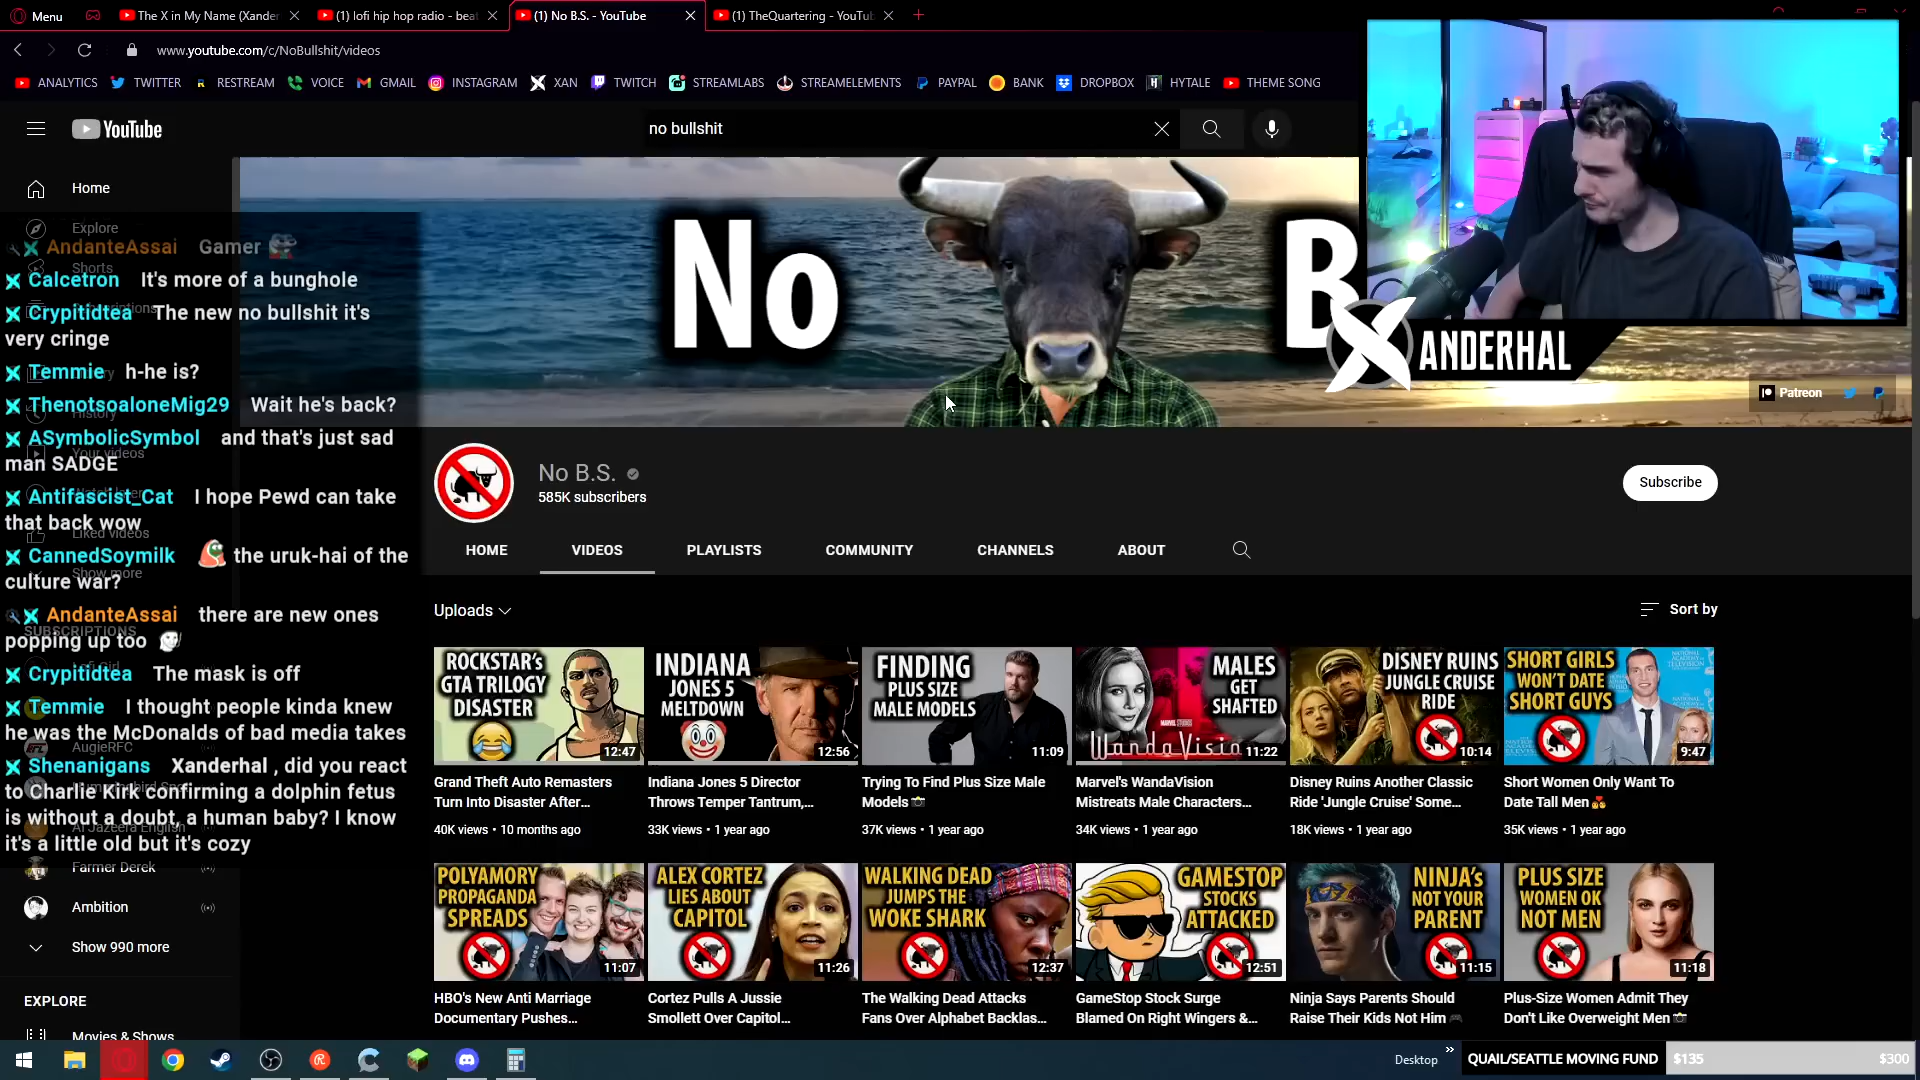 Menu
The X in My Name (Xander
(1) lofi hip hop radio - beat
(1) No B.S. - YouTube
(1) TheQuartering - YouTub
www.youtube.com/c/NoBullshit/videos
ANALYTICS
TWITTER
RESTREAM
VOICE
GMAIL
INSTAGRAM
XAN
TWITCH
STREAMLABS
STREAMELEMENTS
PAYPAL
BANK
DROPBOX
HYTALE
THEME SONG
YouTube
no bullshit
Home
Explore
Shorts
AndanteAssai Gamer
Calcetron It's more of a bunghole
Crypitidtea The new no bullshit it's
very cringe
Temmie h-he is?
ThenotsoaloneMig29 Wait he's back?
History
ASymbolicSymbol and that's just sad
man SADGE
Your videos
Antifascist_Cat I hope Pewd can take
that back wow
Liked videos
CannedSoymilk the uruk-hai of the
culture war?
Show more
AndanteAssai there are new ones
popping up too
SUBSCRIPTIONS
Crypitidtea The mask is off
Temmie I thought people kinda knew
he was the McDonalds of bad media takes
AugieRFC
Shenanigans Xanderhal , did you react
to Charlie Kirk confirming a dolphin fetus
is without a doubt, a human baby? I know
it's a little old but it's cozy
Al Jazeera English
Farmer Derek
Ambition
Show 990 more
EXPLORE
Movies & Shows
No B
XANDERHAL
Patreon
No B.S.
585K subscribers
Subscribe
HOME
VIDEOS
PLAYLISTS
COMMUNITY
CHANNELS
ABOUT
Uploads
Sort by
ROCKSTAR's
GTA TRILOGY
DISASTER
12:47
Grand Theft Auto Remasters
Turn Into Disaster After...
40K views • 10 months ago
INDIANA
JONES 5
MELTDOWN
12:56
Indiana Jones 5 Director
Throws Temper Tantrum,...
33K views • 1 year ago
FINDING
PLUS SIZE
MALE MODELS
11:09
Trying To Find Plus Size Male
Models
37K views • 1 year ago
MALES
GET
SHAFTED
MARVEL STUDIOS
WandaVisio
11:22
Marvel's WandaVision
Mistreats Male Characters...
34K views • 1 year ago
DISNEY RUINS
JUNGLE CRUISE
RIDE
10:14
Disney Ruins Another Classic
Ride 'Jungle Cruise' Some...
18K views • 1 year ago
SHORT GIRLS
WON'T DATE
SHORT GUYS
9:47
Short Women Only Want To
Date Tall Men
35K views • 1 year ago
POLYAMORY
PROPAGANDA
SPREADS
11:07
HBO's New Anti Marriage
Documentary Pushes...
ALEX CORTEZ
LIES ABOUT
CAPITOL
11:26
Cortez Pulls A Jussie
Smollett Over Capitol...
WALKING DEAD
JUMPS THE
WOKE SHARK
12:37
The Walking Dead Attacks
Fans Over Alphabet Backlas...
GAMESTOP
STOCKS
ATTACKED
12:51
GameStop Stock Surge
Blamed On Right Wingers &...
NINJA's
NOT YOUR
PARENT
11:15
Ninja Says Parents Should
Raise Their Kids Not Him
PLUS SIZE
WOMEN OK
NOT MEN
11:18
Plus-Size Women Admit They
Don't Like Overweight Men
Desktop
QUAIL/SEATTLE MOVING FUND
$135
$300